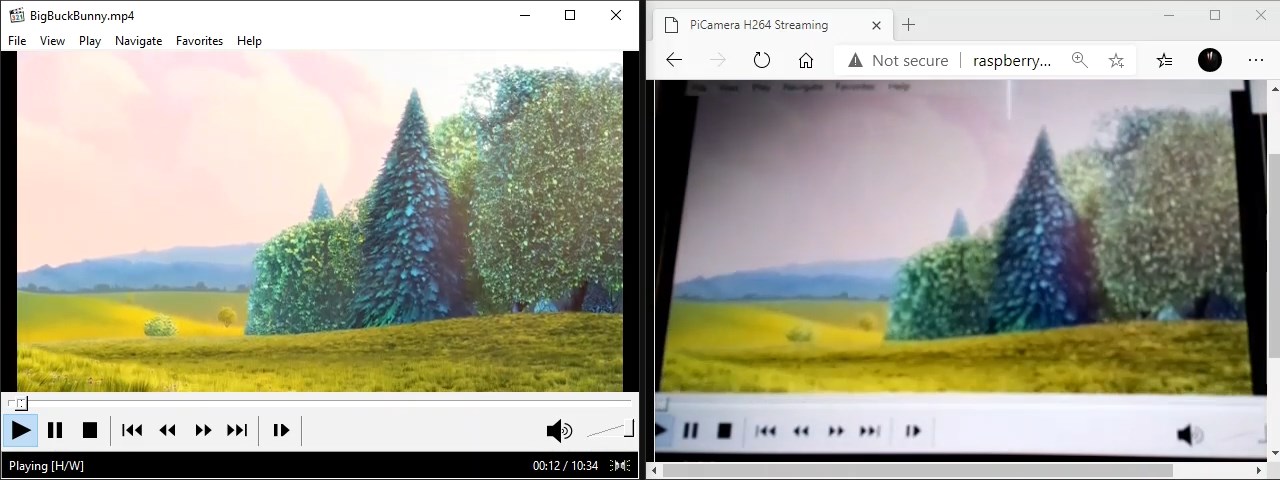 BigBuckBunny.mp4
File View Play Navigate Favorites Help
Playing [H/W]
00:12 / 10:34
PiCamera H264 Streaming
Not secure
raspberry...
File View Play Navigate Favorites Help